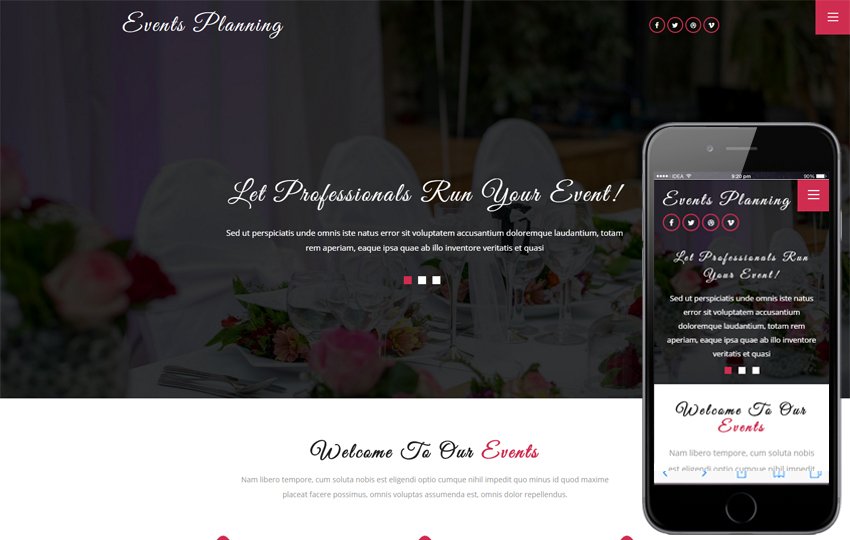 Events Planning
Let Professionals Run Your Event!
Sed ut perspiciatis unde omnis iste natus error sit voluptatem accusantium doloremque laudantium, totam
rem aperiam, eaque ipsa quae ab illo inventore veritatis et quasi
Welcome To Our Events
Nam libero tempore, cum soluta nobis est eligendi optio cumque nihil impedit quo minus id quod maxime
placeat facere possimus, omnis voluptas assumenda est, omnis dolor repellendus.
IDEA 9:20 pm 90%
Events Planning
Let Professionals Run
Your Event!
Sed ut perspiciatis unde omnis iste natus
error sit voluptatem accusantium
doloremque laudantium, totam rem
aperiam, eaque ipsa quae ab illo inventore
veritatis et quasi
Welcome To Our
Events
Nam libero tempore, cum soluta nobis
est eligendi optio cumque nihil impedit